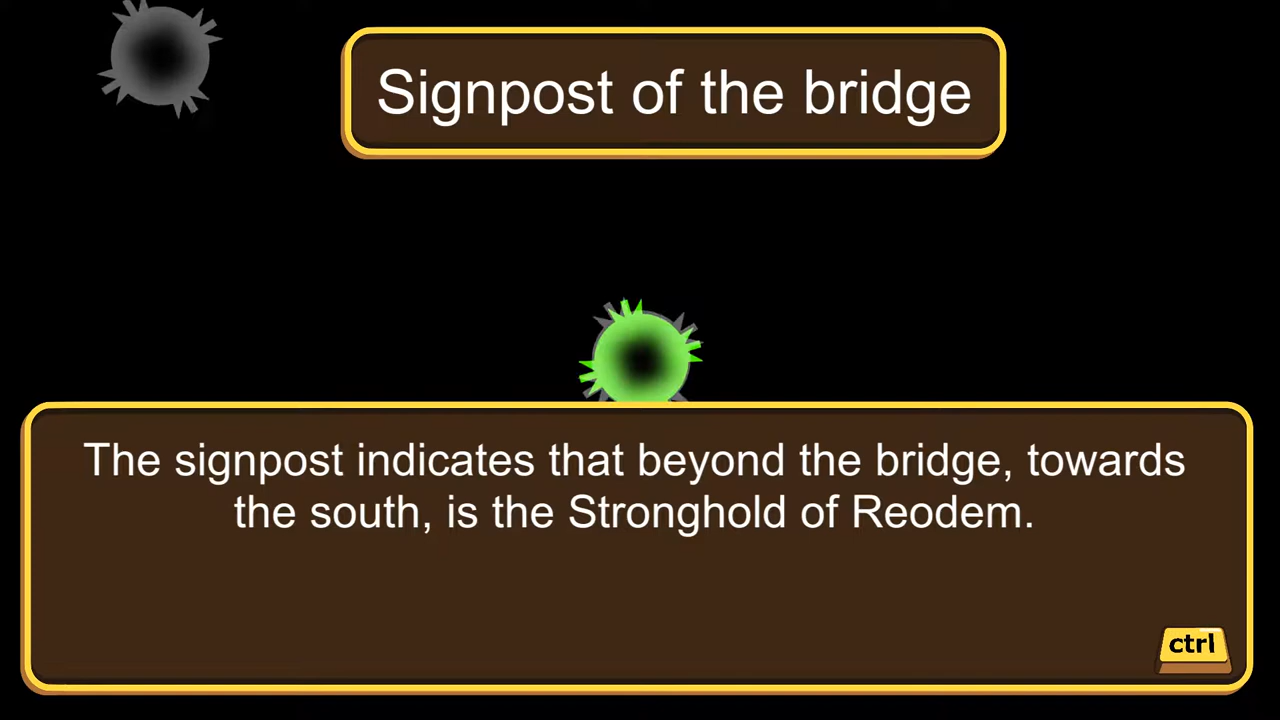 Signpost of the bridge
The signpost indicates that beyond the bridge, towards
the south, is the Stronghold of Reodem.
ctrl